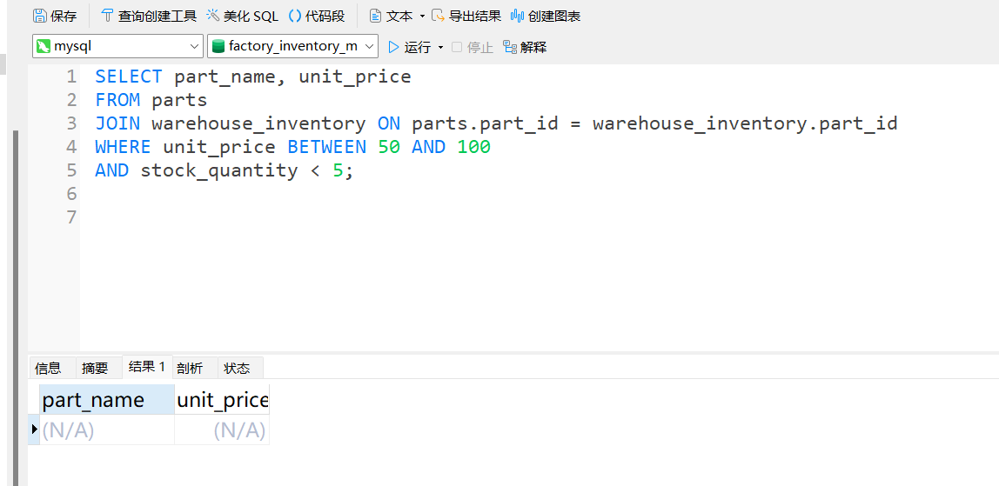 保存 查询创建工具 美化 SQL () 代码段 文本 导出结果 创建图表
mysql factory_inventory_m 运行 停止 解释
1 SELECT part_name, unit_price
2 FROM parts
3 JOIN warehouse_inventory ON parts.part_id = warehouse_inventory.part_id
4 WHERE unit_price BETWEEN 50 AND 100
5 AND stock_quantity < 5;
6
7
信息 摘要 结果 1 剖析 状态
part_name unit_price
(N/A) (N/A)